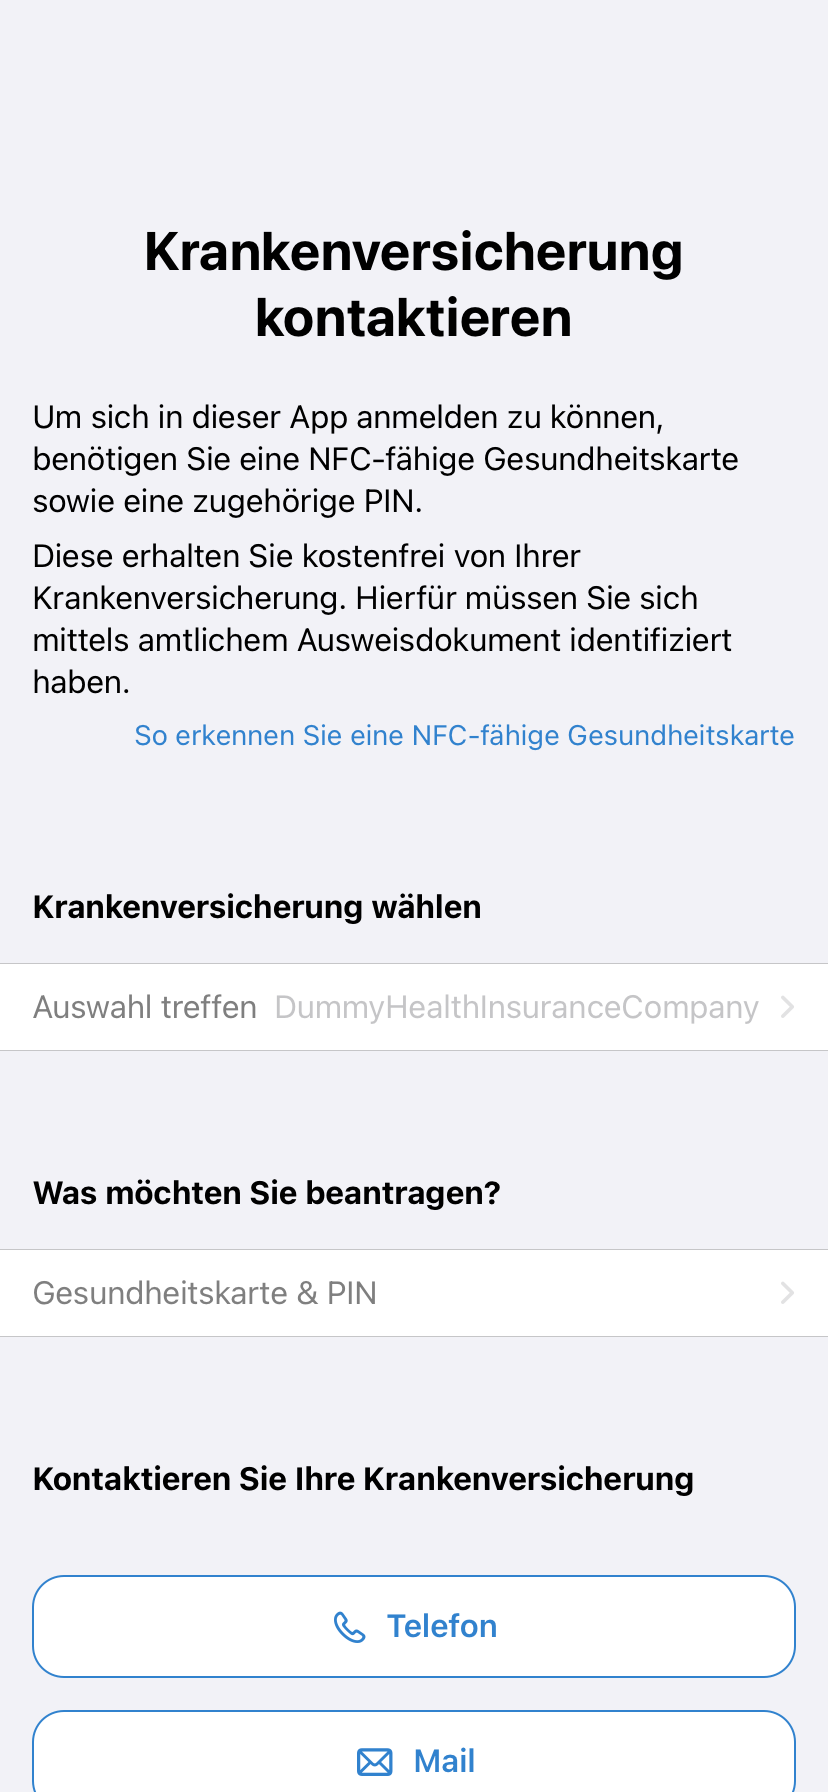 Krankenversicherung
kontaktieren
Um sich in dieser App anmelden zu können,
benötigen Sie eine NFC-fähige Gesundheitskarte
sowie eine zugehörige PIN.
Diese erhalten Sie kostenfrei von Ihrer
Krankenversicherung. Hierfür müssen Sie sich
mittels amtlichem Ausweisdokument identifiziert
haben.
So erkennen Sie eine NFC-fähige Gesundheitskarte
Krankenversicherung wählen
Auswahl treffen DummyHealthInsuranceCompany
Was möchten Sie beantragen?
Gesundheitskarte & PIN
Kontaktieren Sie Ihre Krankenversicherung
Telefon
Mail